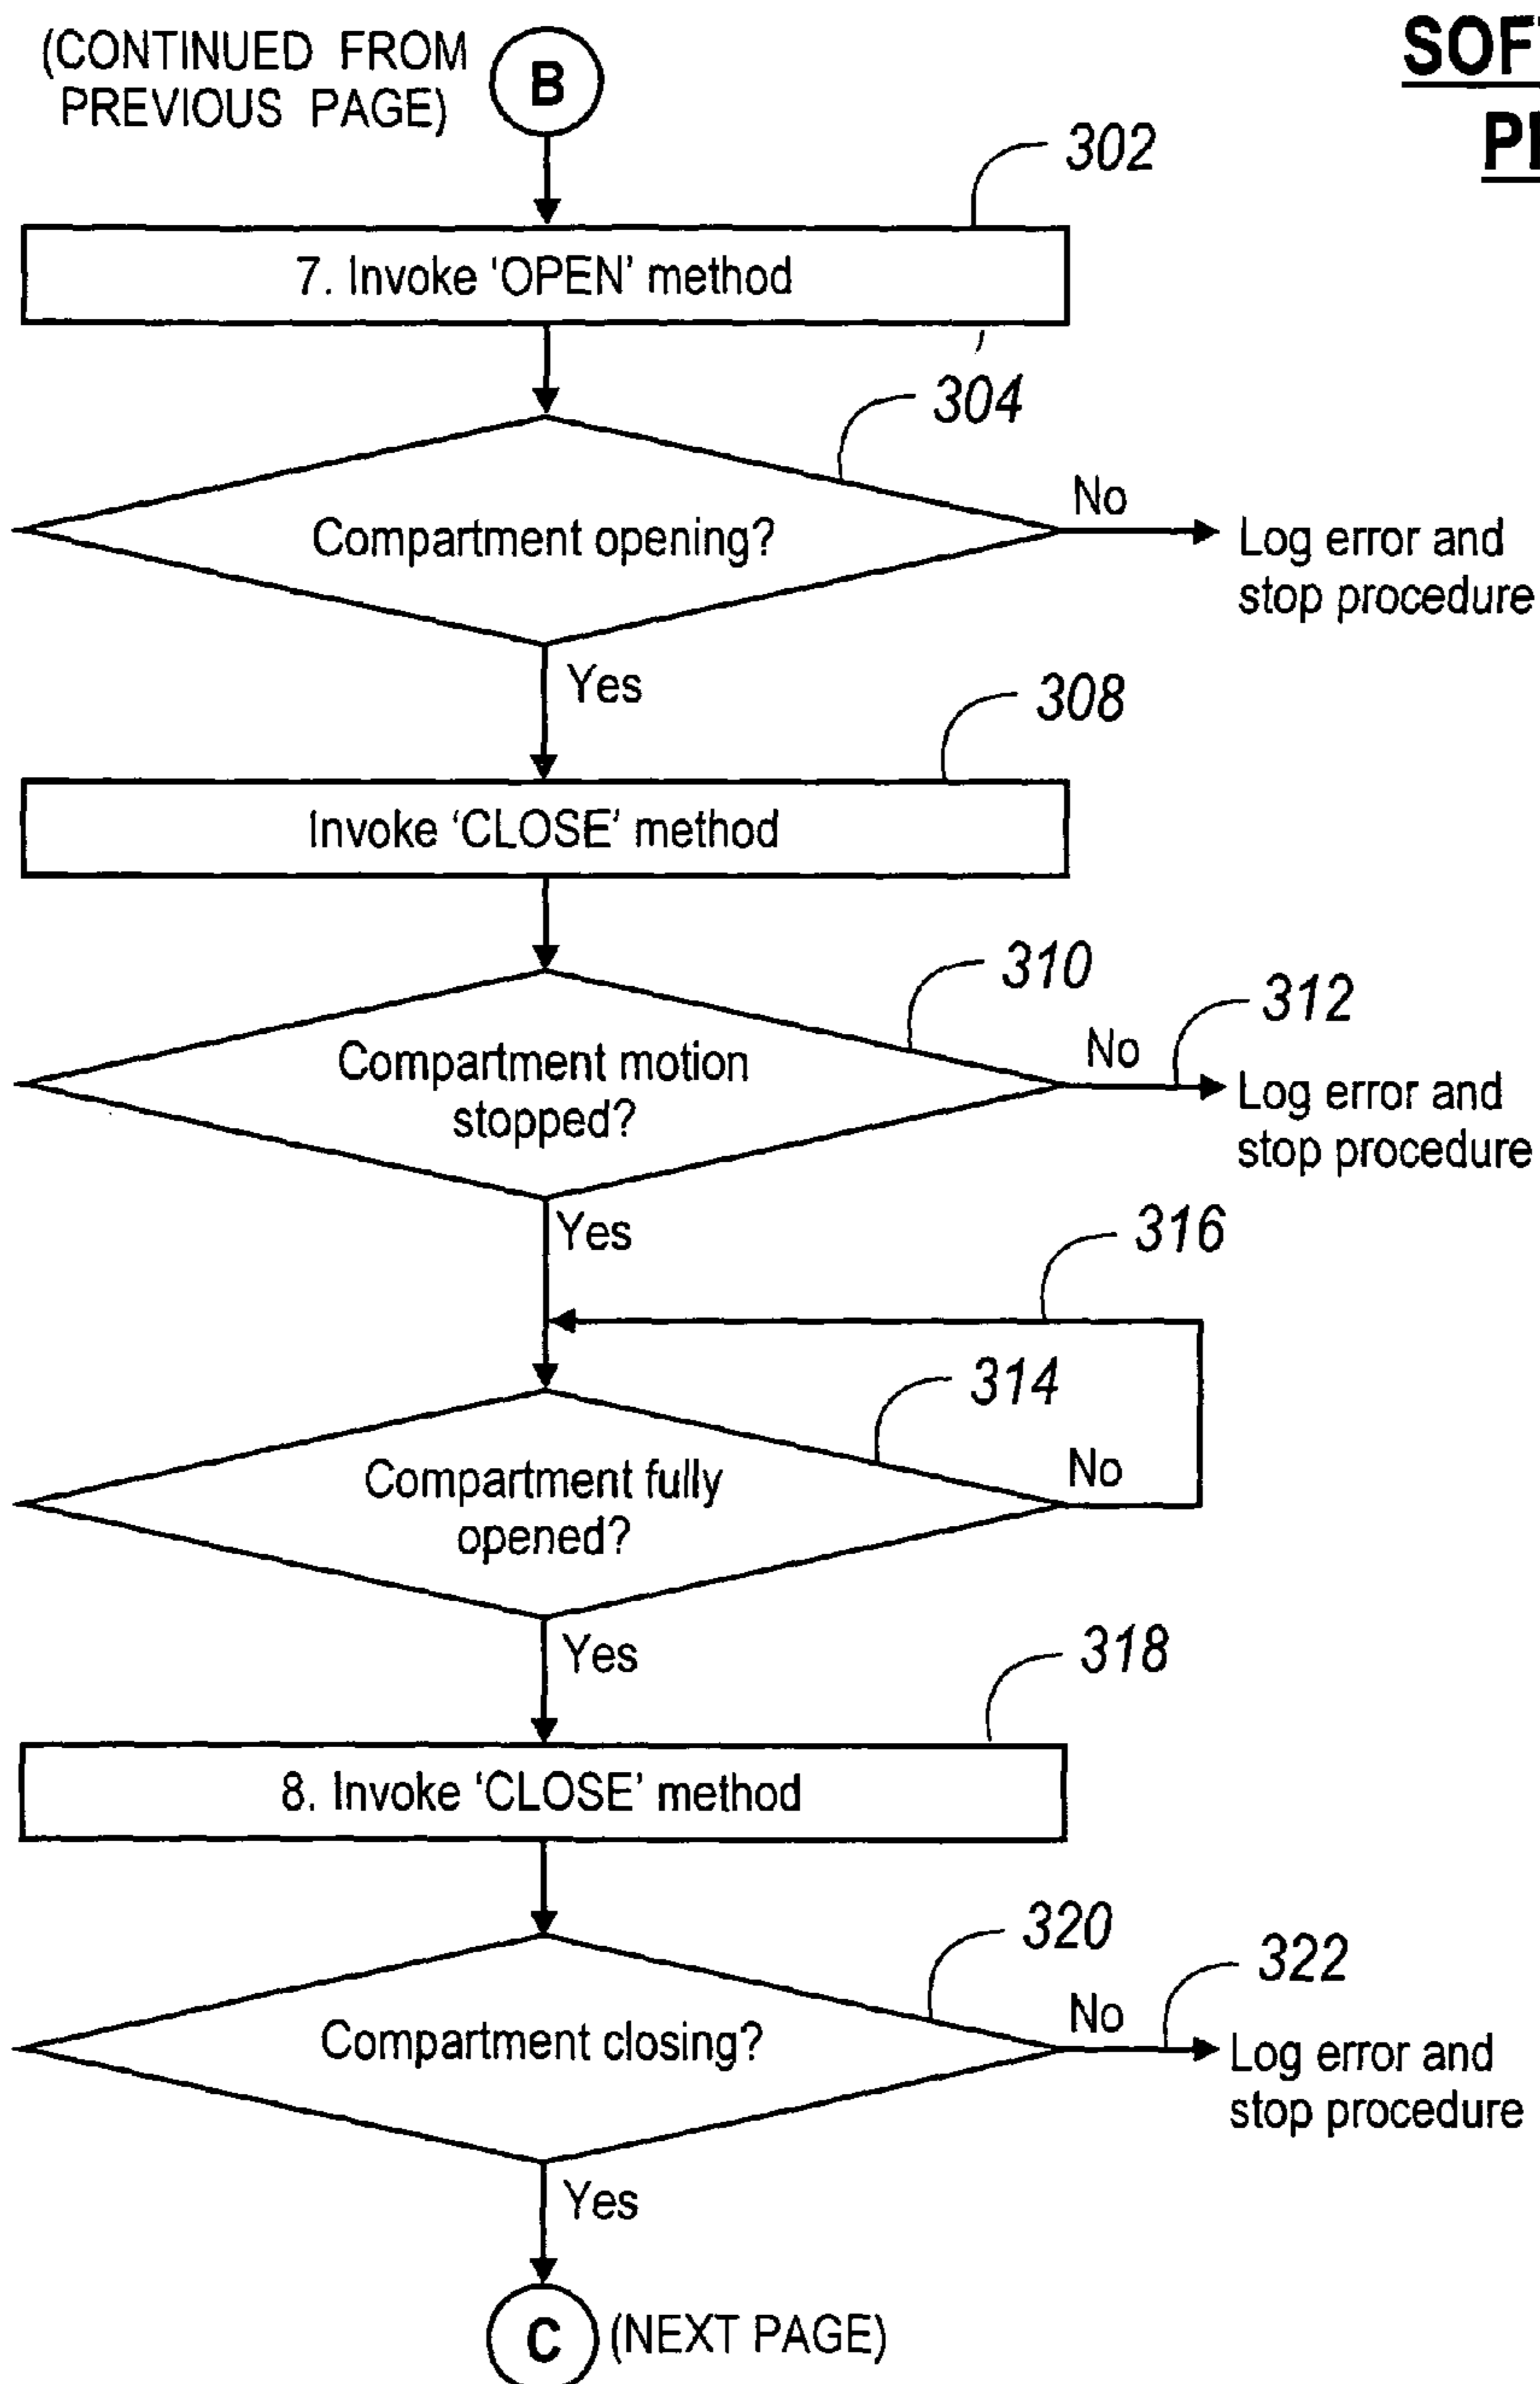 (CONTINUED FROM
PREVIOUS PAGE)
B
302
7. Invoke ‘OPEN’ method
304
Compartment opening?
No
Log error and
stop procedure
Yes
308
Invoke ‘CLOSE’ method
310
Compartment motion
stopped?
No
312
Log error and
stop procedure
Yes
316
314
Compartment fully
opened?
No
Yes
318
8. Invoke ‘CLOSE’ method
320
Compartment closing?
No
322
Log error and
stop procedure
Yes
C
(NEXT PAGE)